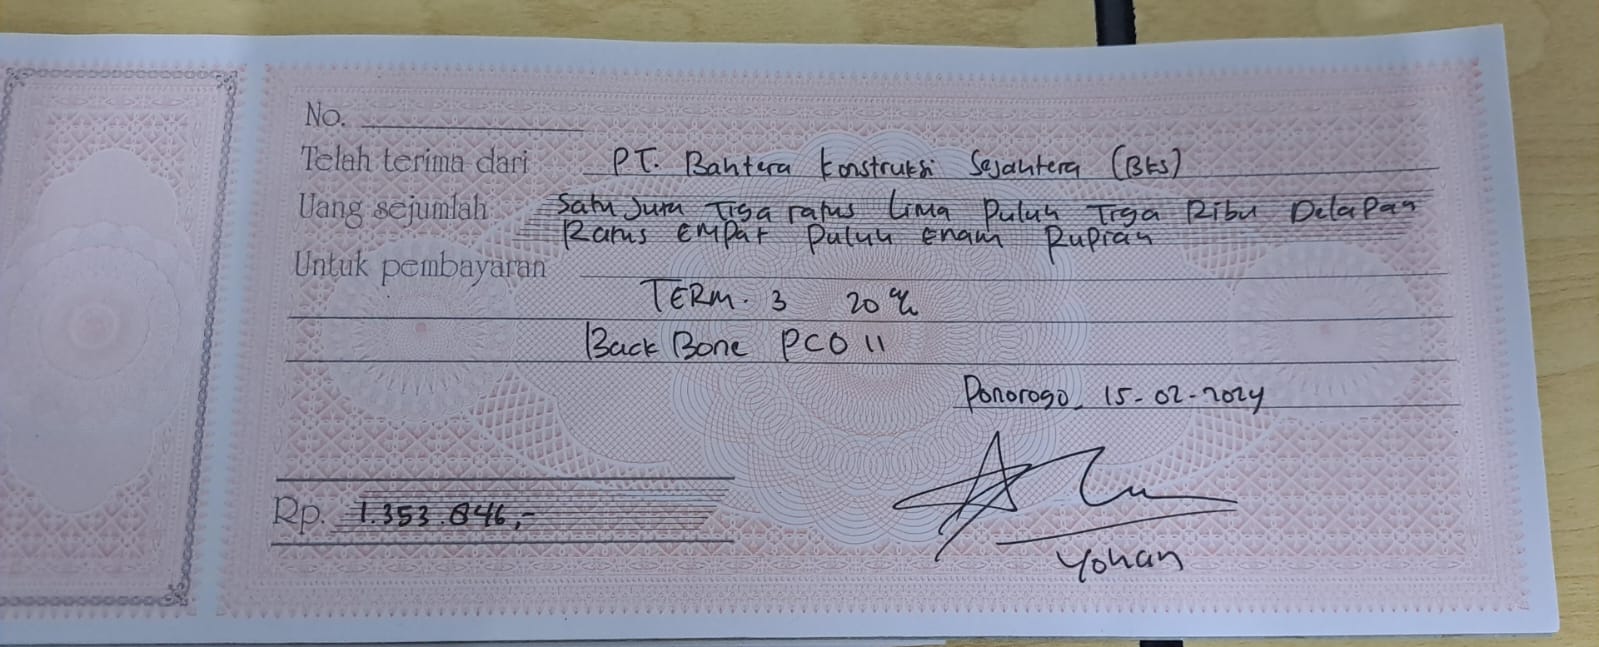 No.
Telah terima dari PT. Bahtera Konstruksi Sejahtera (BKS)
Uang sejumlah Satu Juta Tiga ratus Lima Puluh Tiga Ribu Delapan
Ratus Empat Puluh Enam Rupiah
Untuk pembayaran
TERM. 3 20 %
Back Bone PCO 11
Ponorogo, 15-02-2024
Rp. 1.353.846,-
Yohan